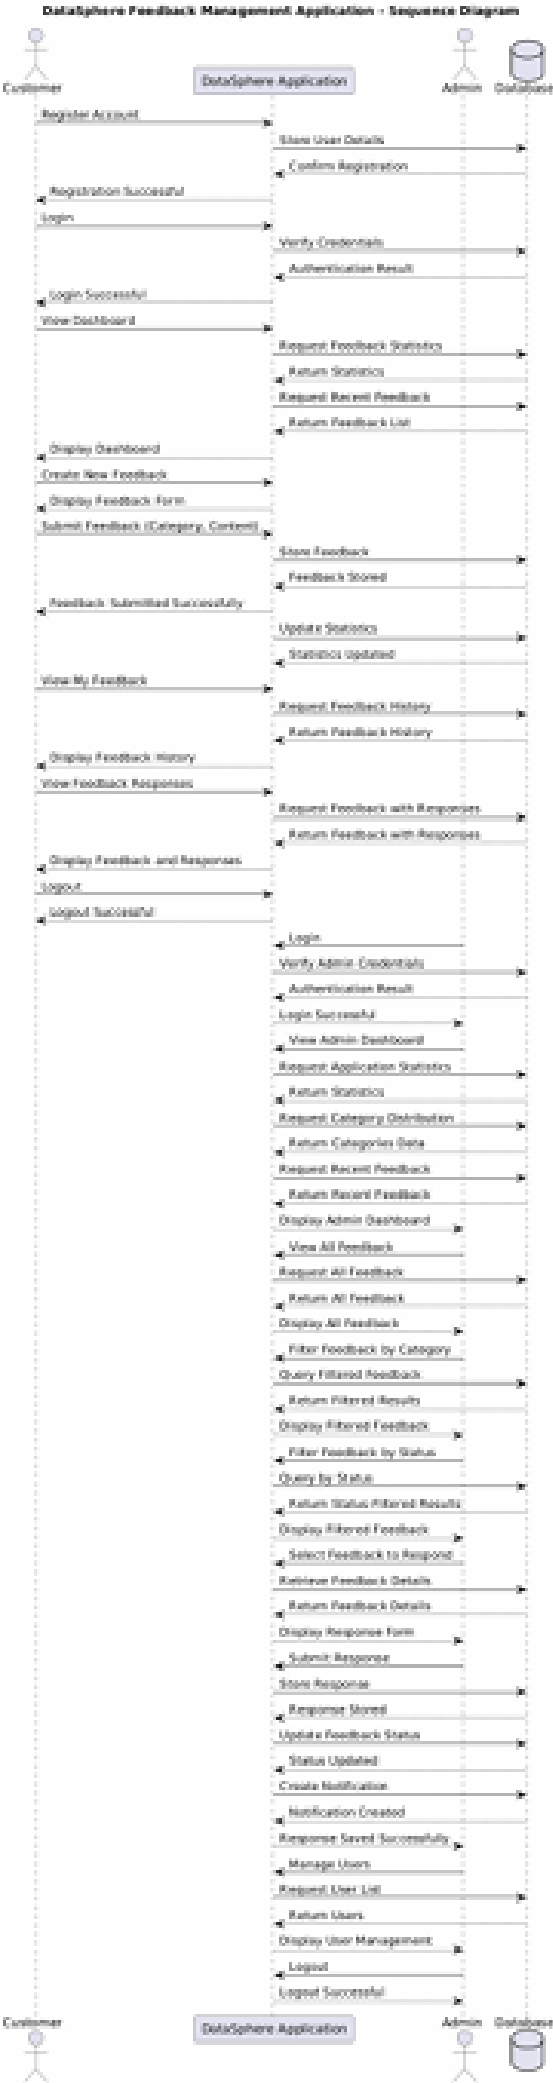 DataSphere Feedback Management Application - Sequence Diagram
Customer
DataSphere Application
Admin
Database
Register Account
Store User Details
Confirm Registration
Registration Successful
Login
Verify Credentials
Authentication Result
Login Successful
View Dashboard
Request Feedback Statistics
Return Statistics
Request Recent Feedback
Return Feedback List
Display Dashboard
Create New Feedback
Display Feedback Form
Submit Feedback (Category, Content)
Store Feedback
Feedback Stored
Feedback Submitted Successfully
Update Statistics
Statistics Updated
View My Feedback
Request Feedback History
Return Feedback History
Display Feedback History
View Feedback Responses
Request Feedback with Responses
Return Feedback with Responses
Display Feedback and Responses
Logout
Logout Successful
Login
Verify Admin Credentials
Authentication Result
Login Successful
View Admin Dashboard
Request Application Statistics
Return Statistics
Request Category Distribution
Return Categories Data
Request Recent Feedback
Return Recent Feedback
Display Admin Dashboard
View All Feedback
Request All Feedback
Return All Feedback
Display All Feedback
Filter Feedback by Category
Query Filtered Feedback
Return Filtered Results
Display Filtered Feedback
Filter Feedback by Status
Query by Status
Return Status Filtered Results
Display Filtered Feedback
Select Feedback to Respond
Retrieve Feedback Details
Return Feedback Details
Display Response Form
Submit Response
Store Response
Response Stored
Update Feedback Status
Status Updated
Create Notification
Notification Created
Response Saved Successfully
Manage Users
Request User List
Return Users
Display User Management
Logout
Logout Successful
Customer
DataSphere Application
Admin
Database